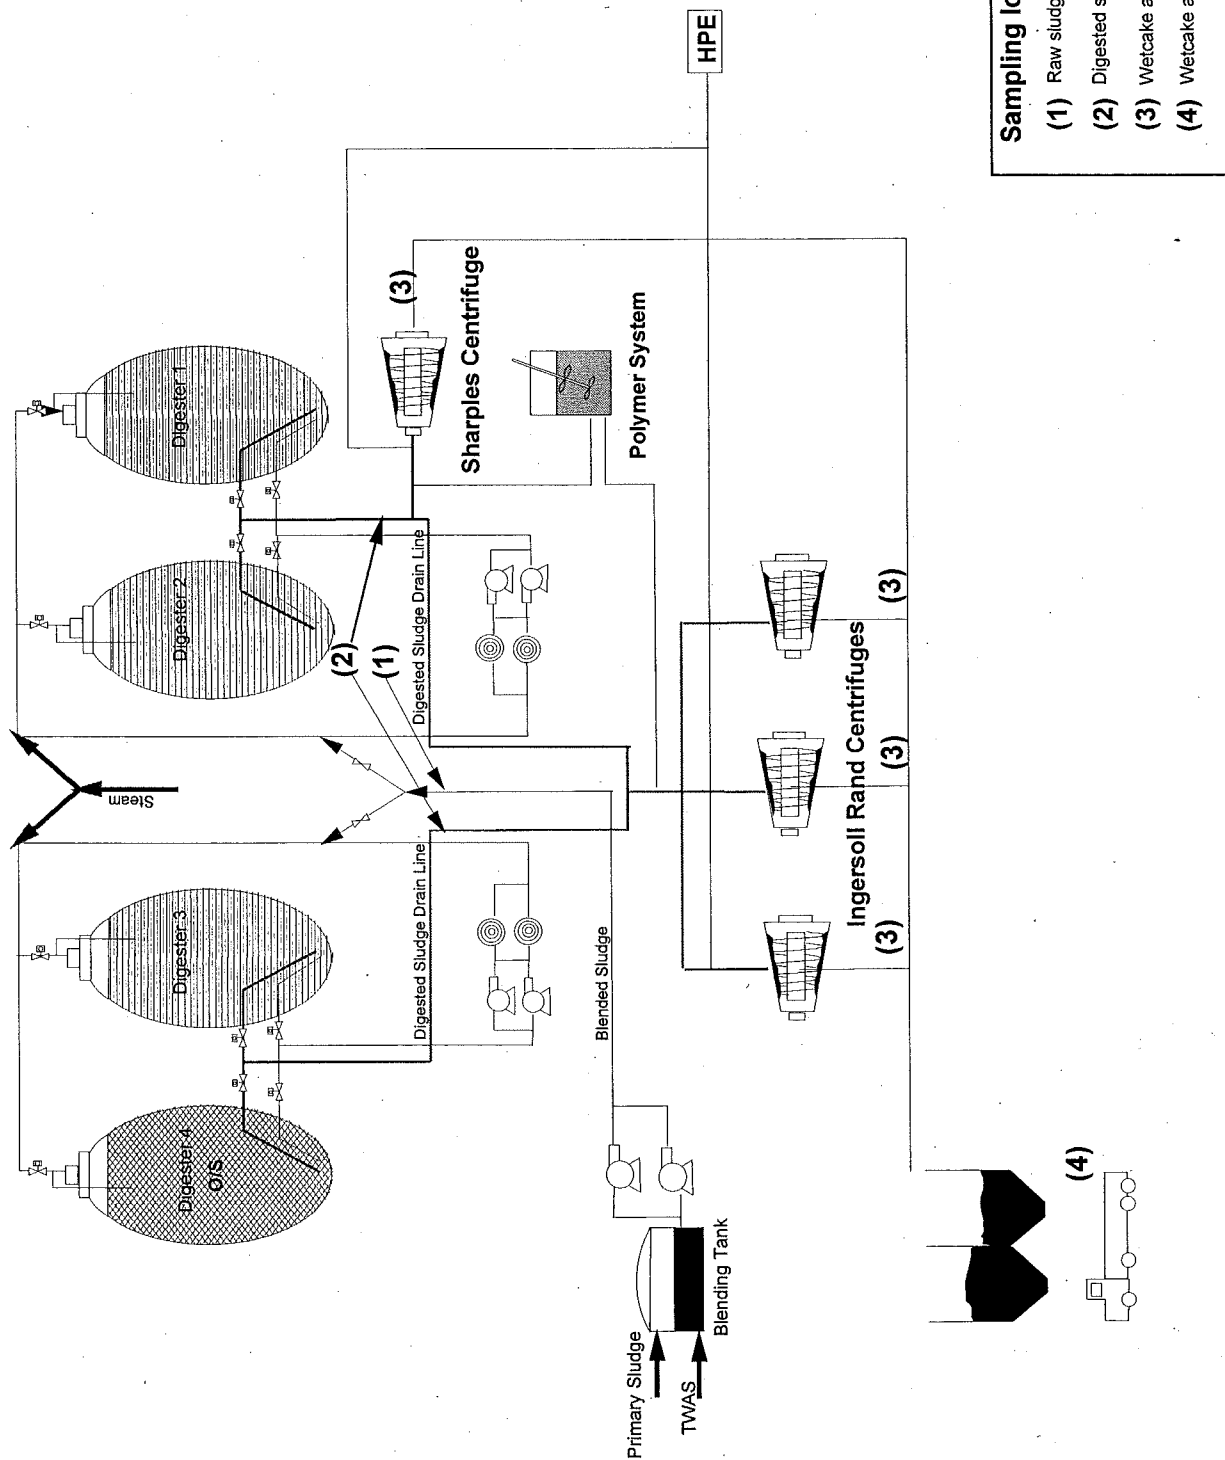 Steam
Digester 4
O/S
Digester 3
Digester 2
Digester 1
(2)
(1)
Digested Sludge Drain Line
Digested Sludge Drain Line
Sharples Centrifuge
(3)
Polymer System
HPE
Blended Sludge
Primary Sludge
TWAS
Blending Tank
Ingersoll Rand Centrifuges
(3)
(3)
(3)
(4)
Sampling lo
(1) Raw sludg
(2) Digested s
(3) Wetcake a
(4) Wetcake a